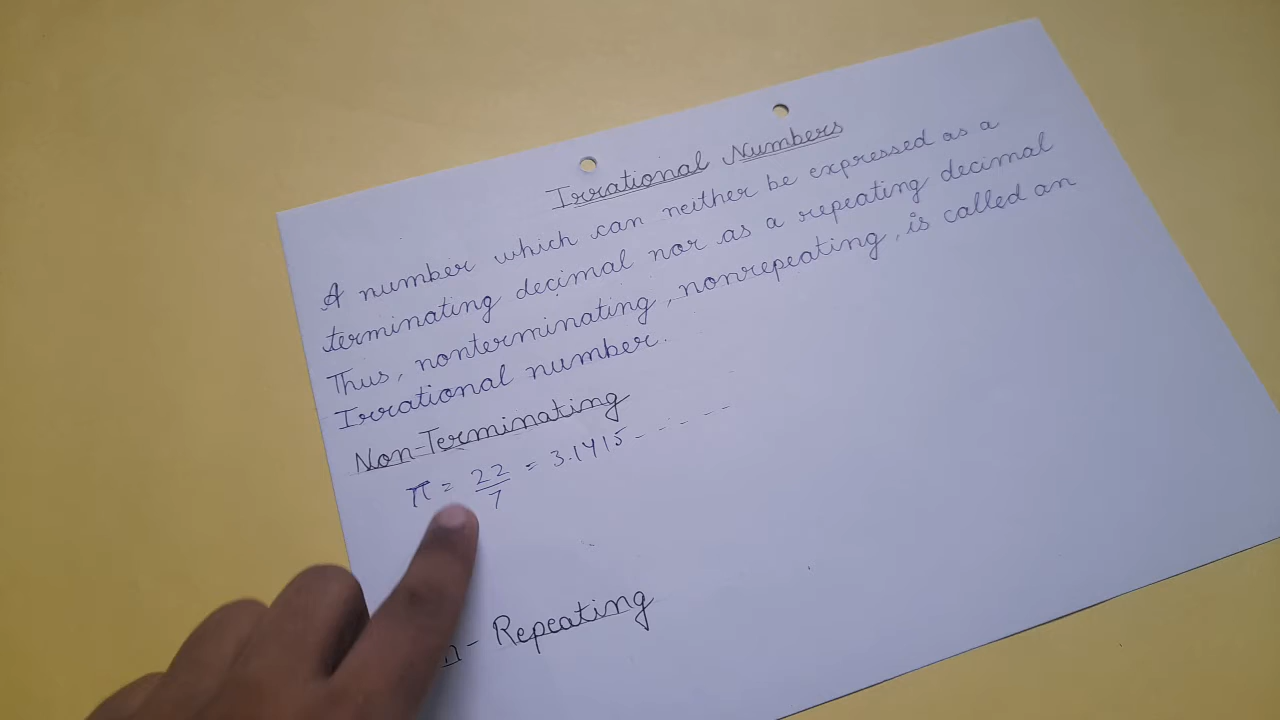 Irrational Numbers
A number which can neither be expressed as a
terminating decimal nor as a repeating decimal
Thus, nonterminating, nonrepeating, is called an
Irrational number.
Non-Terminating
π = 22/7 = 3.1415- - - - -
- Repeating